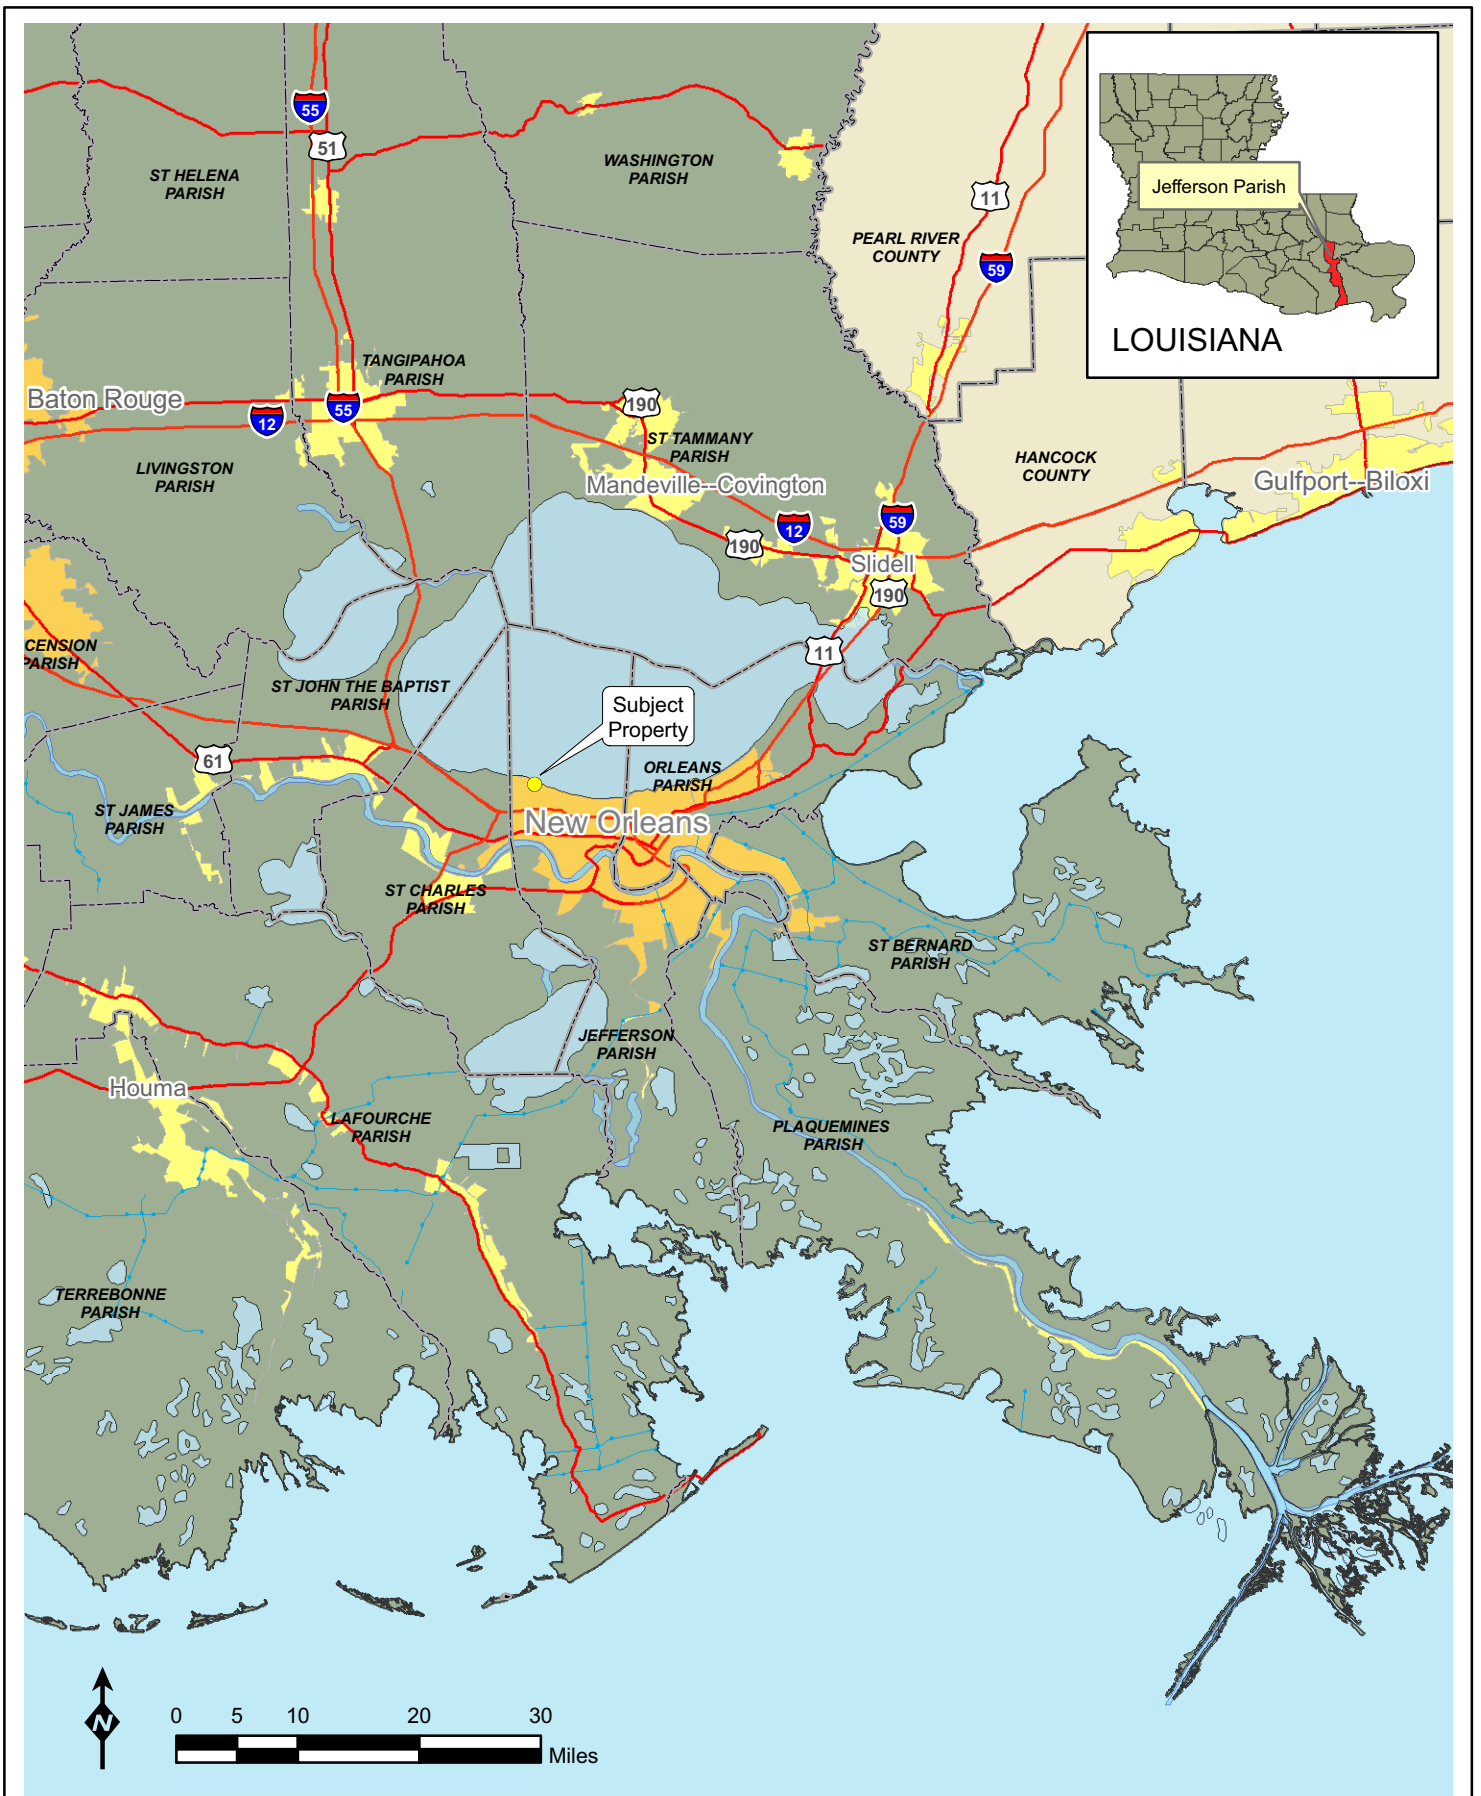 55
51
ST HELENA
PARISH
WASHINGTON
PARISH
11
PEARL RIVER
COUNTY
59
Jefferson Parish
LOUISIANA
TANGIPAHOA
PARISH
Baton Rouge
12
55
190
ST TAMMANY
PARISH
LIVINGSTON
PARISH
Mandeville--Covington
HANCOCK
COUNTY
Gulfport--Biloxi
12
59
190
Slidell
190
CENSION
PARISH
11
ST JOHN THE BAPTIST
PARISH
Subject
Property
61
ORLEANS
PARISH
ST JAMES
PARISH
New Orleans
ST CHARLES
PARISH
ST BERNARD
PARISH
JEFFERSON
PARISH
Houma
LAFOURCHE
PARISH
PLAQUEMINES
PARISH
TERREBONNE
PARISH
N
0 5 10 20 30
Miles